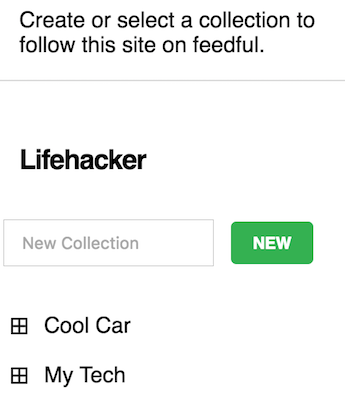 Create or select a collection to
follow this site on feedful.
Lifehacker
New Collection
NEW
Cool Car
My Tech